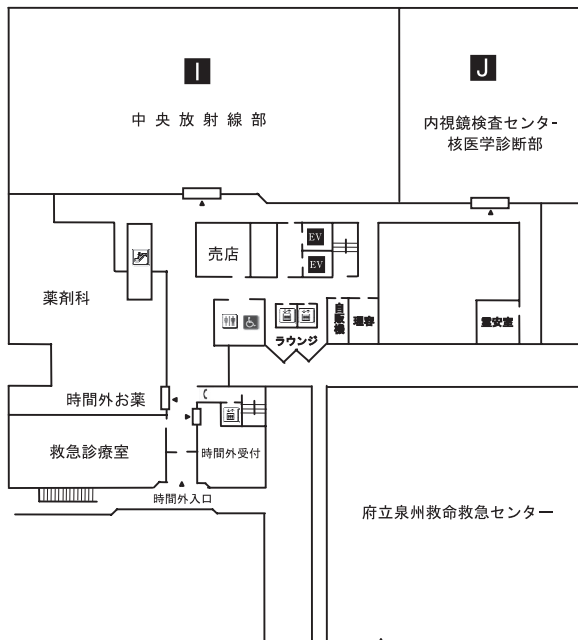 I
J
中央放射線部
内視鏡検査センター
核医学診断部
EV
売店
EV
薬剤科
自販機
理容
霊安室
ラウンジ
時間外お薬
救急診療室
時間外受付
時間外入口
府立泉州救命救急センター